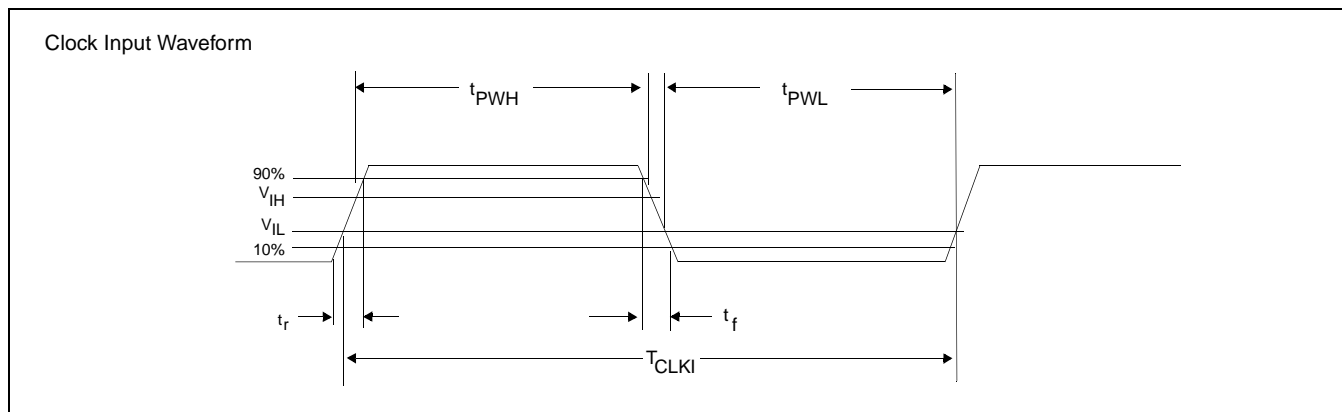 Clock Input Waveform
tPWH
tPWL
90%
VIH
VIL
10%
tr
tf
TCLKI